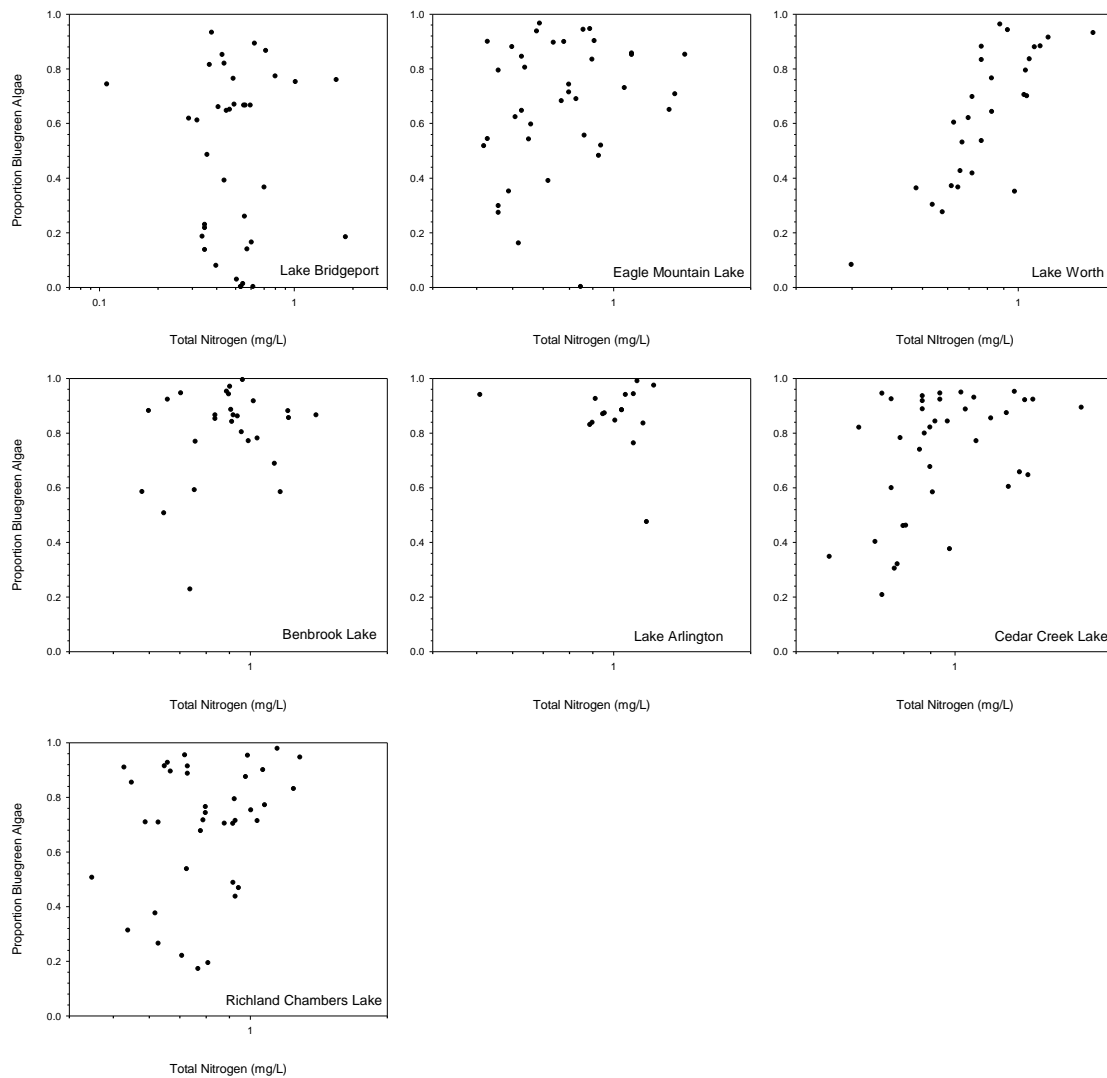 1.0
0.8
0.6
0.4
0.2
0.0
Proportion Bluegreen Algae
0.1
1
Total Nitrogen (mg/L)
Lake Bridgeport
1.0
0.8
0.6
0.4
0.2
0.0
1
Total Nitrogen (mg/L)
Eagle Mountain Lake
1.0
0.8
0.6
0.4
0.2
0.0
1
Total NItrogen (mg/L)
Lake Worth
1.0
0.8
0.6
0.4
0.2
0.0
Proportion Bluegreen Algae
1
Total Nitrogen (mg/L)
Benbrook Lake
1.0
0.8
0.6
0.4
0.2
0.0
1
Total Nitrogen (mg/L)
Lake Arlington
1.0
0.8
0.6
0.4
0.2
0.0
1
Total Nitrogen (mg/L)
Cedar Creek Lake
1.0
0.8
0.6
0.4
0.2
0.0
Proportion Bluegreen Algae
1
Total Nitrogen (mg/L)
Richland Chambers Lake